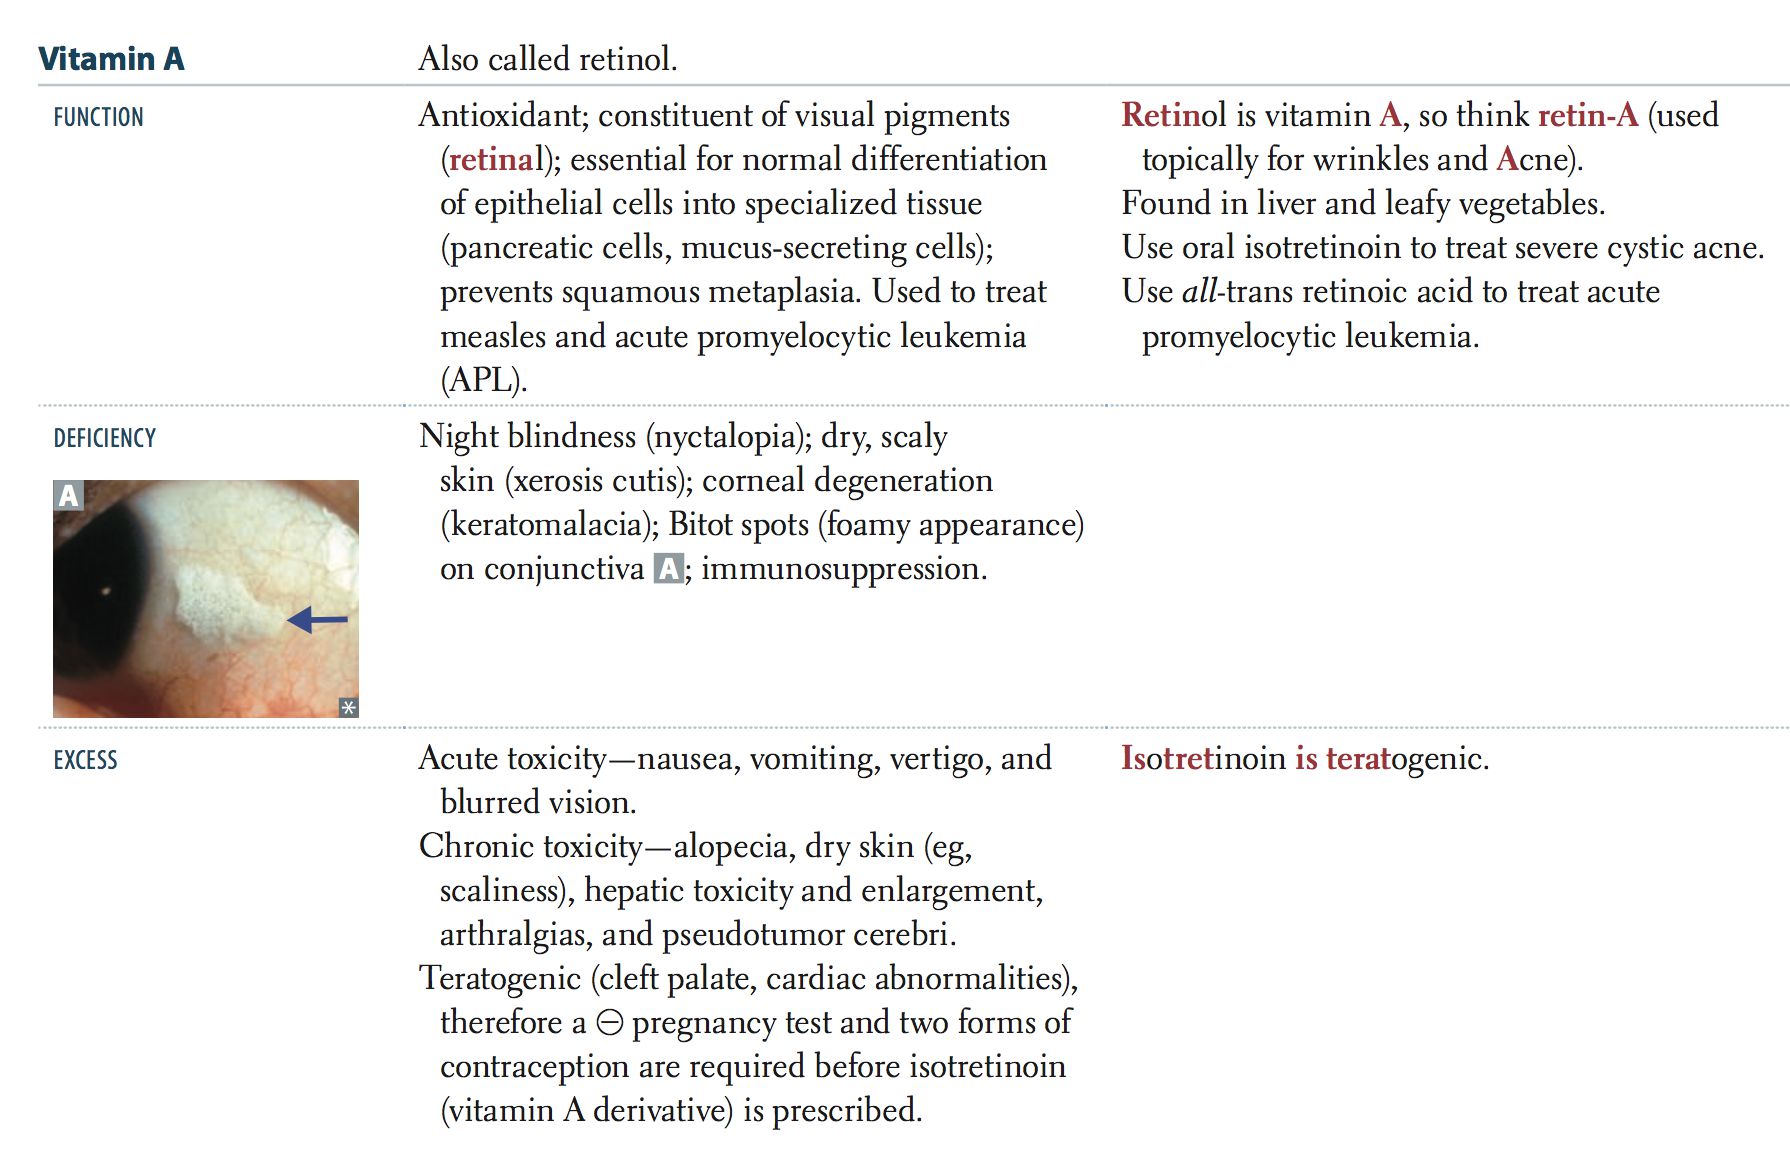 Vitamin A
Also called retinol.
FUNCTION
Antioxidant; constituent of visual pigments
(retinal); essential for normal differentiation
of epithelial cells into specialized tissue
(pancreatic cells, mucus-secreting cells);
prevents squamous metaplasia. Used to treat
measles and acute promyelocytic leukemia
(APL).
Retinol is vitamin A, so think retin-A (used
topically for wrinkles and Acne).
Found in liver and leafy vegetables.
Use oral isotretinoin to treat severe cystic acne.
Use all-trans retinoic acid to treat acute
promyelocytic leukemia.
DEFICIENCY
A
Night blindness (nyctalopia); dry, scaly
skin (xerosis cutis); corneal degeneration
(keratomalacia); Bitot spots (foamy appearance)
on conjunctiva A; immunosuppression.
EXCESS
Acute toxicity—nausea, vomiting, vertigo, and
blurred vision.
Chronic toxicity—alopecia, dry skin (eg,
scaliness), hepatic toxicity and enlargement,
arthralgias, and pseudotumor cerebri.
Teratogenic (cleft palate, cardiac abnormalities),
therefore a ⊖ pregnancy test and two forms of
contraception are required before isotretinoin
(vitamin A derivative) is prescribed.
Isotretinoin is teratogenic.